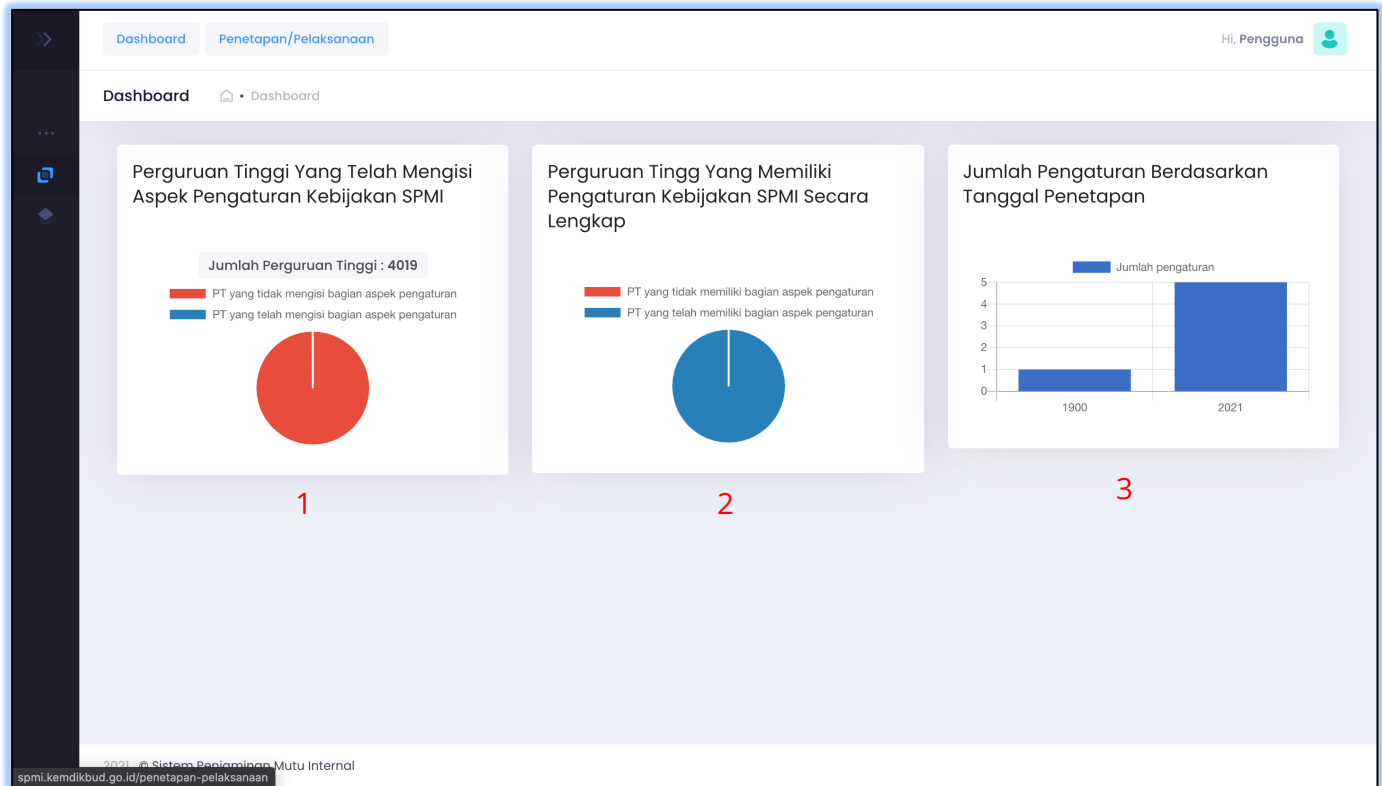 Dashboard
Penetapan/Pelaksanaan
Hi, Pengguna
Dashboard
• Dashboard
Perguruan Tinggi Yang Telah Mengisi
Aspek Pengaturan Kebijakan SPMI
Jumlah Perguruan Tinggi : 4019
PT yang tidak mengisi bagian aspek pengaturan
PT yang telah mengisi bagian aspek pengaturan
1
Perguruan Tingg Yang Memiliki
Pengaturan Kebijakan SPMI Secara
Lengkap
PT yang tidak memiliki bagian aspek pengaturan
PT yang telah memiliki bagian aspek pengaturan
2
Jumlah Pengaturan Berdasarkan
Tanggal Penetapan
Jumlah pengaturan
5
4
3
2
1
0
1900
2021
3
2021 © Sistem Penjaminan Mutu Internal
spmi.kemdikbud.go.id/penetapan-pelaksanaan